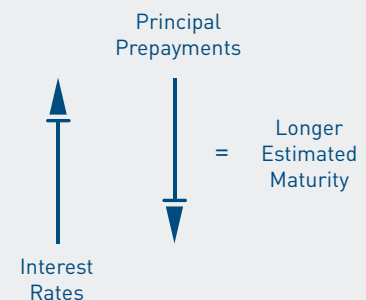 Principal
Prepayments
=
Longer
Estimated
Maturity
Interest
Rates